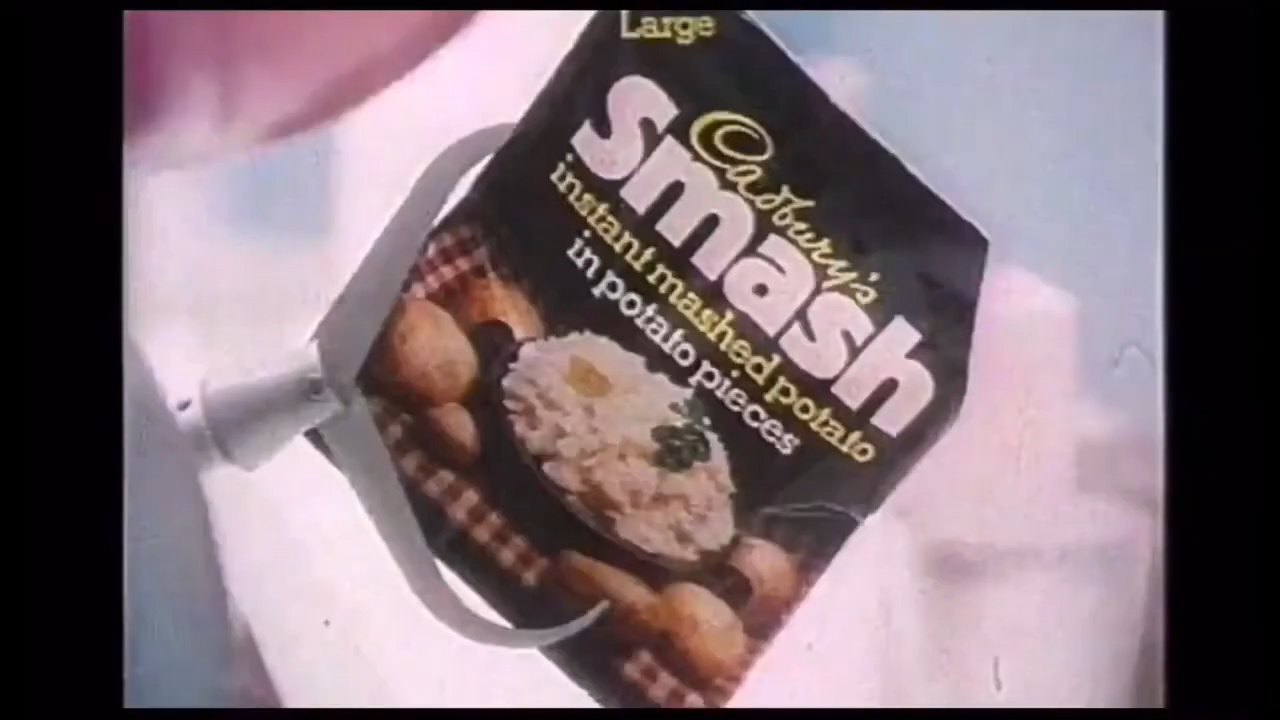 Large
Cadbury's
smash
instant mashed potato
in potato pieces